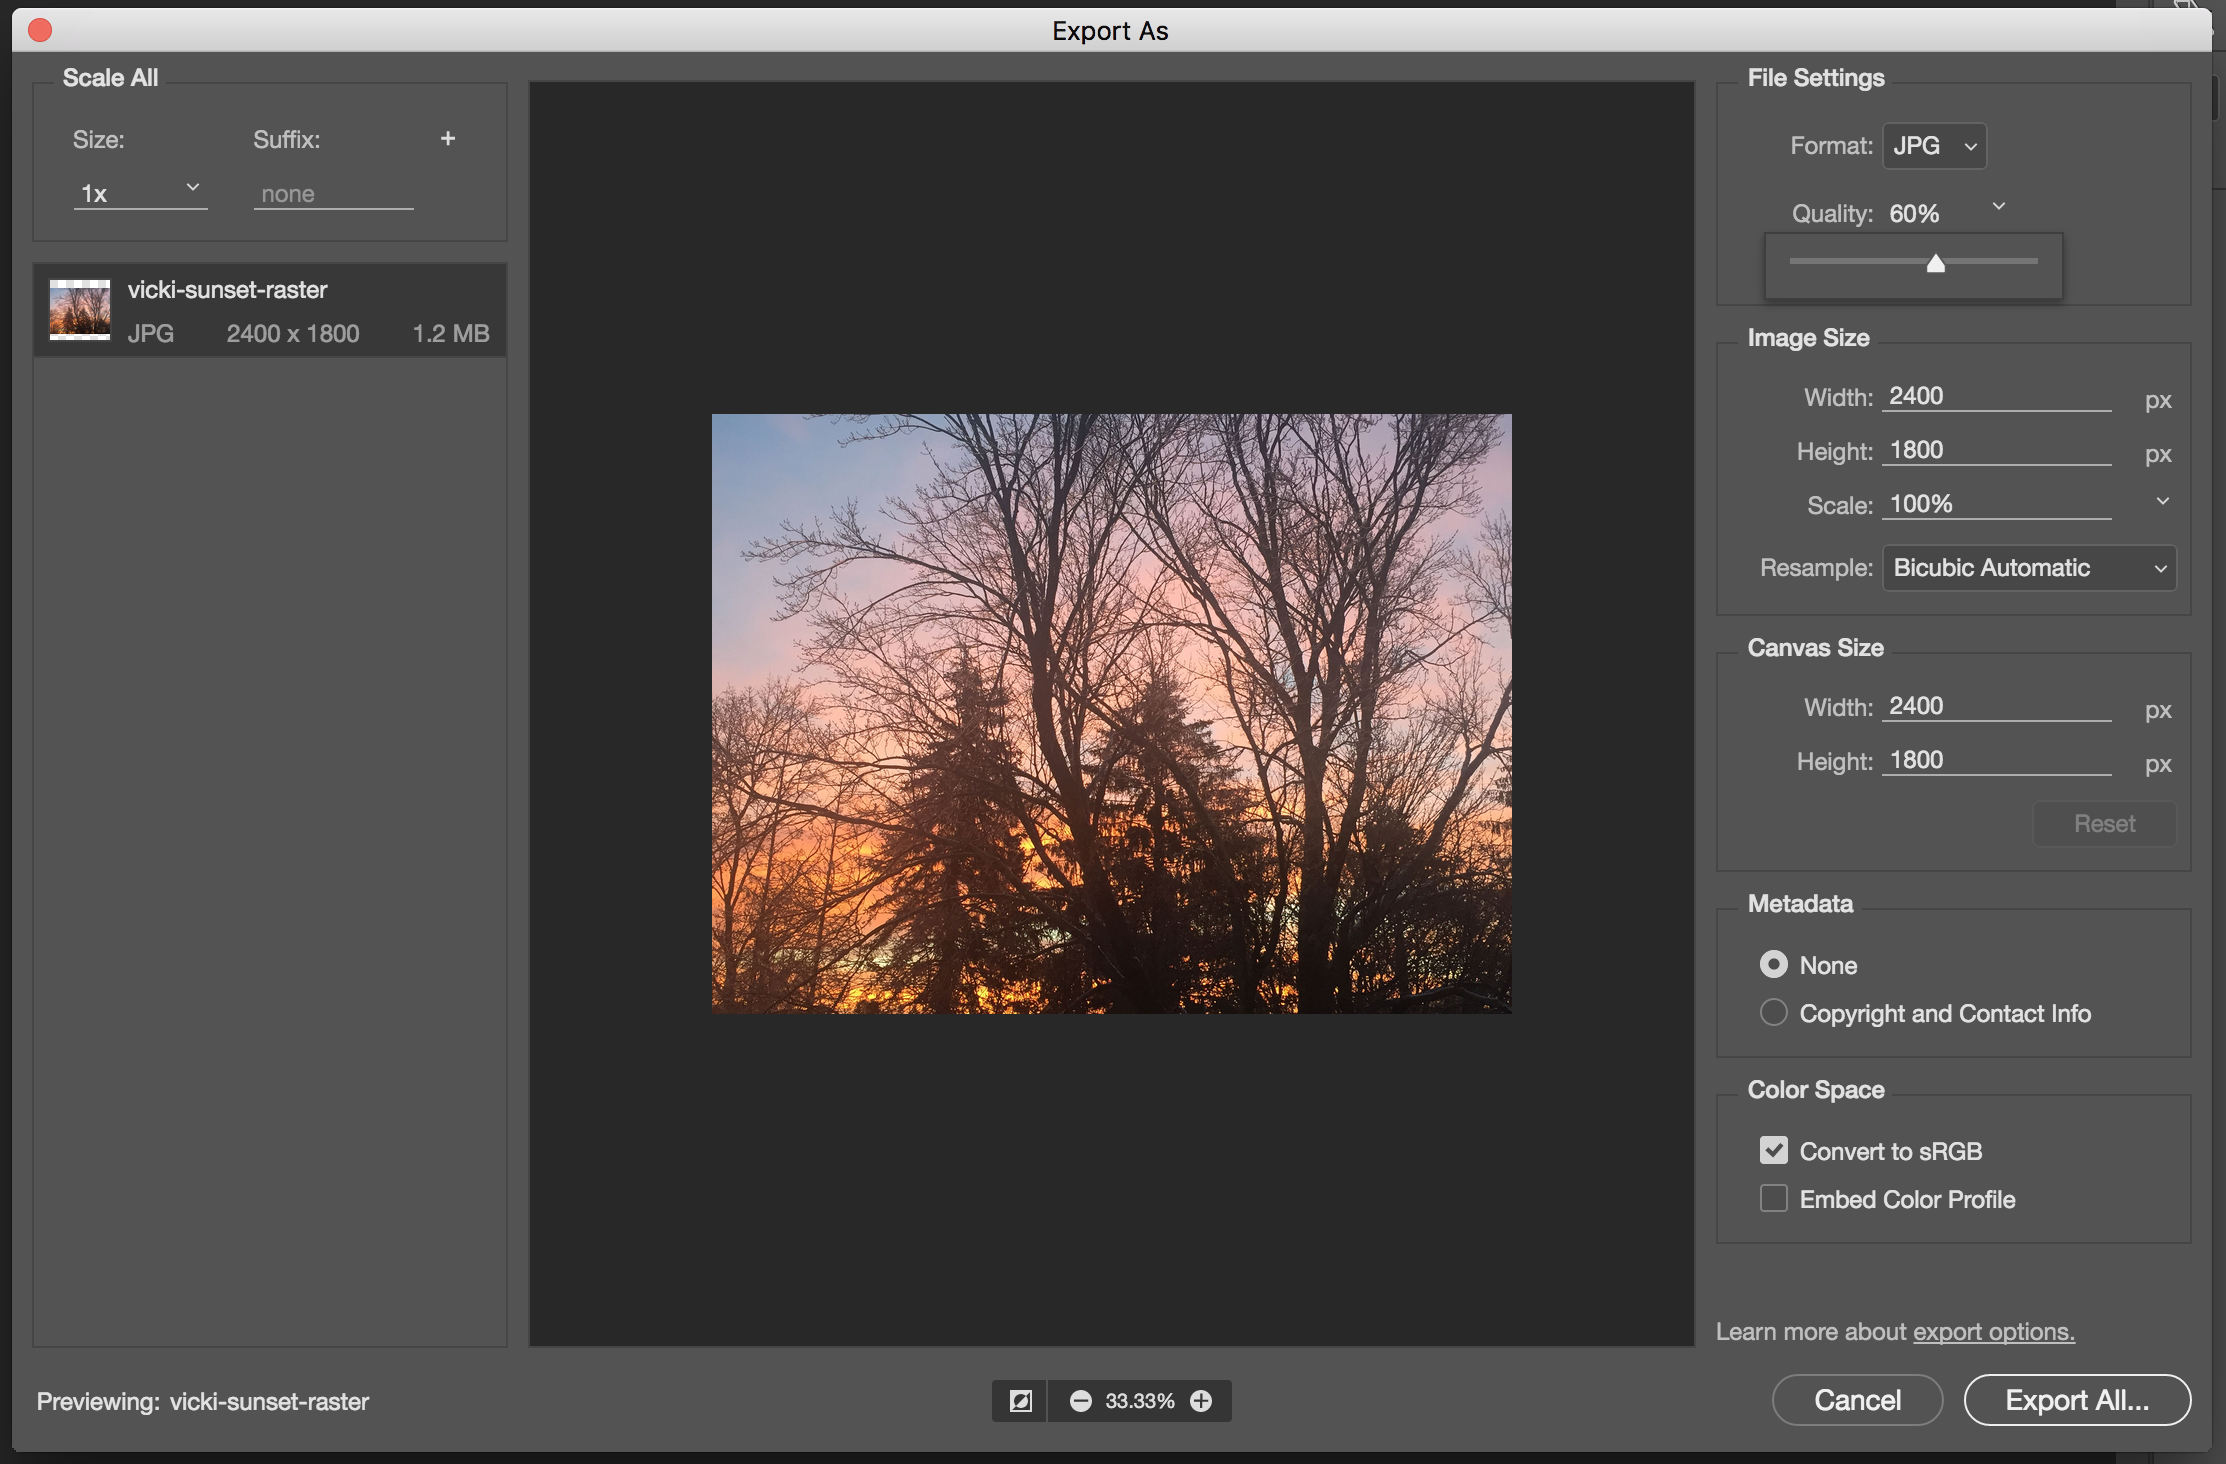 Export As
Scale All
Size:
Suffix:
+
1x
none
vicki-sunset-raster
JPG 2400 x 1800 1.2 MB
File Settings
Format: JPG
Quality: 60%
Image Size
Width: 2400 px
Height: 1800 px
Scale: 100%
Resample: Bicubic Automatic
Canvas Size
Width: 2400 px
Height: 1800 px
Reset
Metadata
None
Copyright and Contact Info
Color Space
Convert to sRGB
Embed Color Profile
Learn more about export options.
Previewing: vicki-sunset-raster
33.33%
Cancel
Export All...